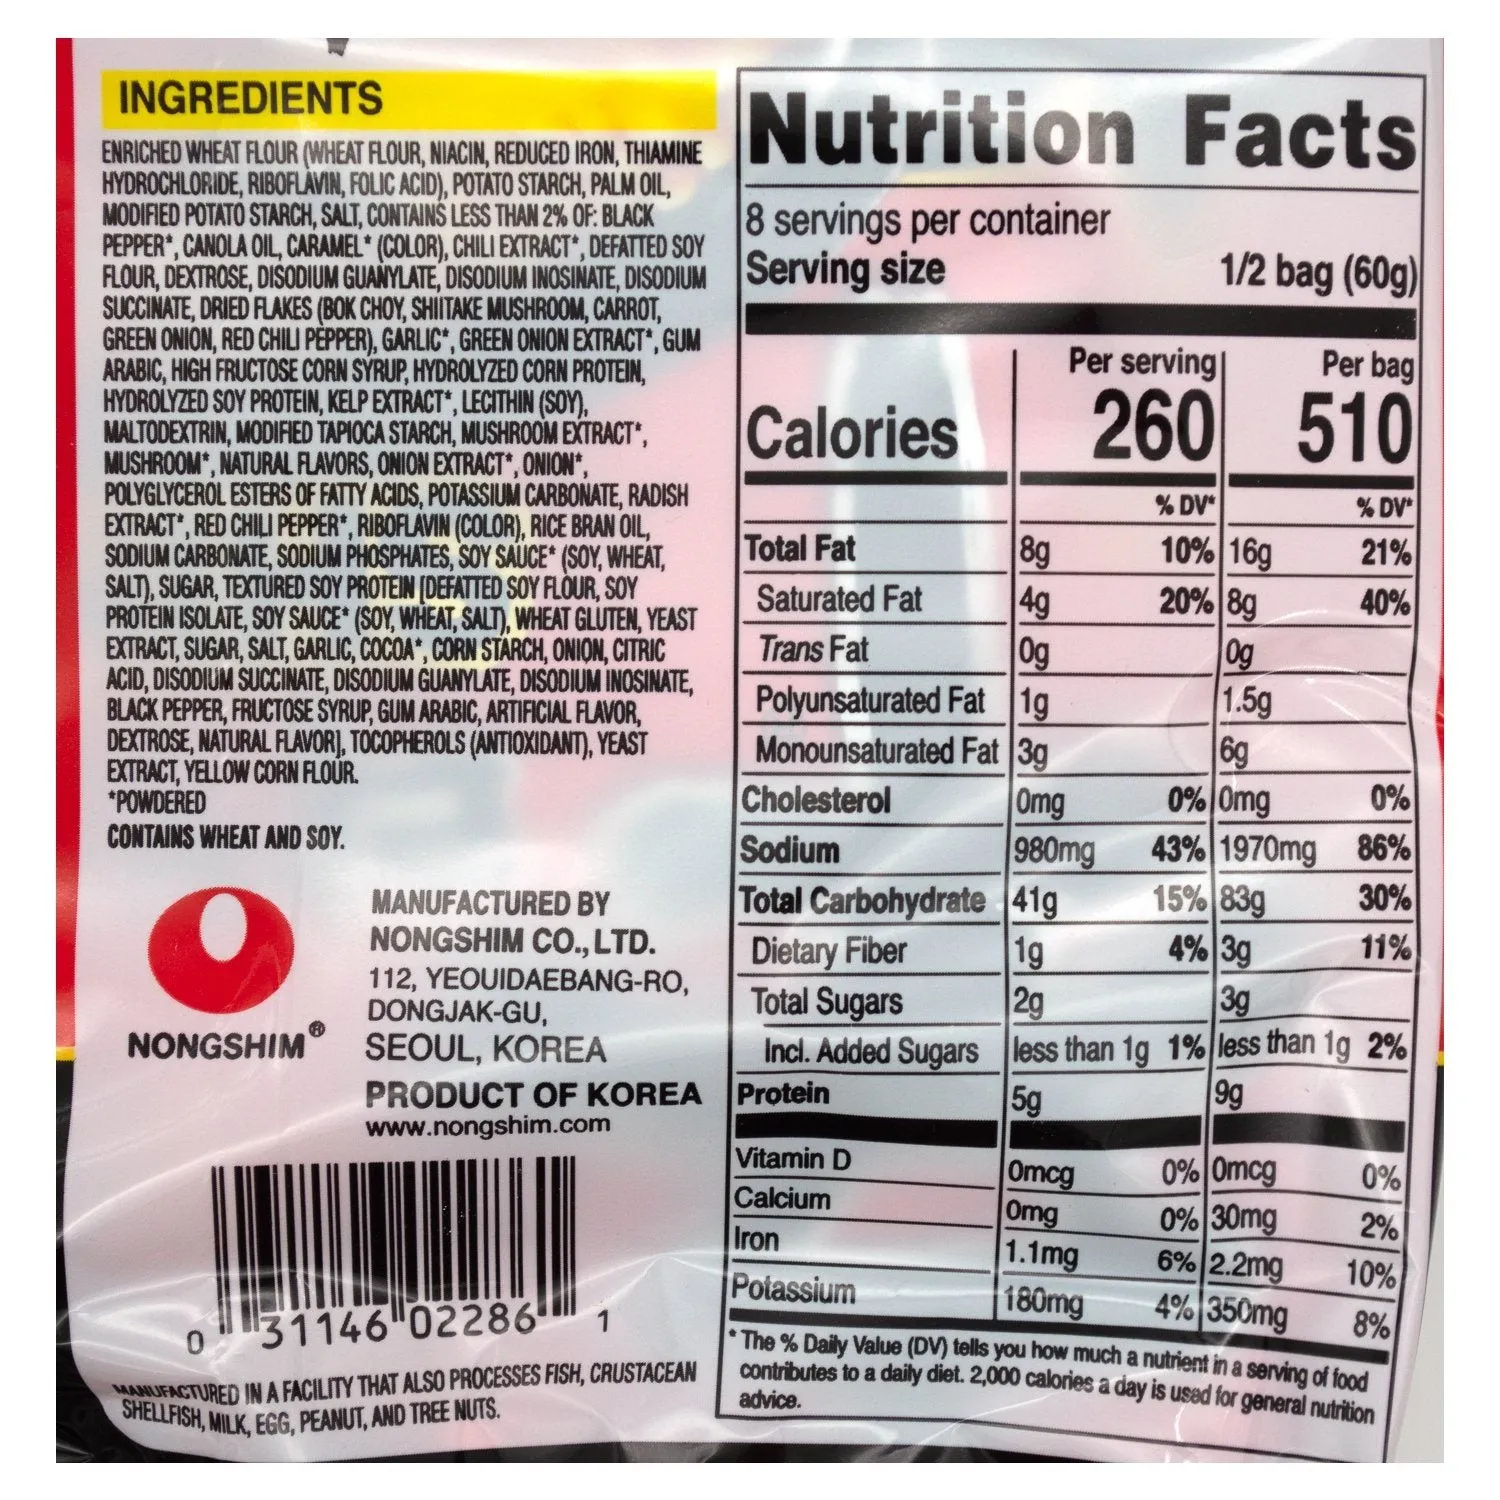 INGREDIENTS
ENRICHED WHEAT FLOUR (WHEAT FLOUR, NIACIN, REDUCED IRON, THIAMINE
HYDROCHLORIDE, RIBOFLAVIN, FOLIC ACID), POTATO STARCH, PALM OIL,
MODIFIED POTATO STARCH, SALT, CONTAINS LESS THAN 2% OF: BLACK
PEPPER*, CANOLA OIL, CARAMEL* (COLOR), CHILI EXTRACT*, DEFATTED SOY
FLOUR, DEXTROSE, DISODIUM GUANYLATE, DISODIUM INOSINATE, DISODIUM
SUCCINATE, DRIED FLAKES (BOK CHOY, SHIITAKE MUSHROOM, CARROT,
GREEN ONION, RED CHILI PEPPER), GARLIC*, GREEN ONION EXTRACT*, GUM
ARABIC, HIGH FRUCTOSE CORN SYRUP, HYDROLYZED CORN PROTEIN,
HYDROLYZED SOY PROTEIN, KELP EXTRACT*, LECITHIN (SOY),
MALTODEXTRIN, MODIFIED TAPIOCA STARCH, MUSHROOM EXTRACT*,
MUSHROOM*, NATURAL FLAVORS, ONION EXTRACT*, ONION*,
POLYGLYCEROL ESTERS OF FATTY ACIDS, POTASSIUM CARBONATE, RADISH
EXTRACT*, RED CHILI PEPPER*, RIBOFLAVIN (COLOR), RICE BRAN OIL,
SODIUM CARBONATE, SODIUM PHOSPHATES, SOY SAUCE* (SOY, WHEAT,
SALT), SUGAR, TEXTURED SOY PROTEIN [DEFATTED SOY FLOUR, SOY
PROTEIN ISOLATE, SOY SAUCE* (SOY, WHEAT, SALT), WHEAT GLUTEN, YEAST
EXTRACT, SUGAR, SALT, GARLIC, COCOA*, CORN STARCH, ONION, CITRIC
ACID, DISODIUM SUCCINATE, DISODIUM GUANYLATE, DISODIUM INOSINATE,
BLACK PEPPER, FRUCTOSE SYRUP, GUM ARABIC, ARTIFICIAL FLAVOR,
DEXTROSE, NATURAL FLAVOR], TOCOPHEROLS (ANTIOXIDANT), YEAST
EXTRACT, YELLOW CORN FLOUR.
*POWDERED
CONTAINS WHEAT AND SOY.
NONGSHIM®
MANUFACTURED BY
NONGSHIM CO., LTD.
112, YEOUIDAEBANG-RO,
DONGJAK-GU,
SEOUL, KOREA
PRODUCT OF KOREA
www.nongshim.com
0 31146 02286 1
MANUFACTURED IN A FACILITY THAT ALSO PROCESSES FISH, CRUSTACEAN
SHELLFISH, MILK, EGG, PEANUT, AND TREE NUTS.
Nutrition Facts
8 servings per container
Serving size 1/2 bag (60g)
Per serving Per bag
Calories 260 510
% DV* % DV*
Total Fat 8g 10% 16g 21%
Saturated Fat 4g 20% 8g 40%
Trans Fat 0g 0g
Polyunsaturated Fat 1g 1.5g
Monounsaturated Fat 3g 6g
Cholesterol 0mg 0% 0mg 0%
Sodium 980mg 43% 1970mg 86%
Total Carbohydrate 41g 15% 83g 30%
Dietary Fiber 1g 4% 3g 11%
Total Sugars 2g 3g
Incl. Added Sugars less than 1g 1% less than 1g 2%
Protein 5g 9g
Vitamin D 0mcg 0% 0mcg 0%
Calcium 0mg 0% 30mg 2%
Iron 1.1mg 6% 2.2mg 10%
Potassium 180mg 4% 350mg 8%
* The % Daily Value (DV) tells you how much a nutrient in a serving of food
contributes to a daily diet. 2,000 calories a day is used for general nutrition
advice.